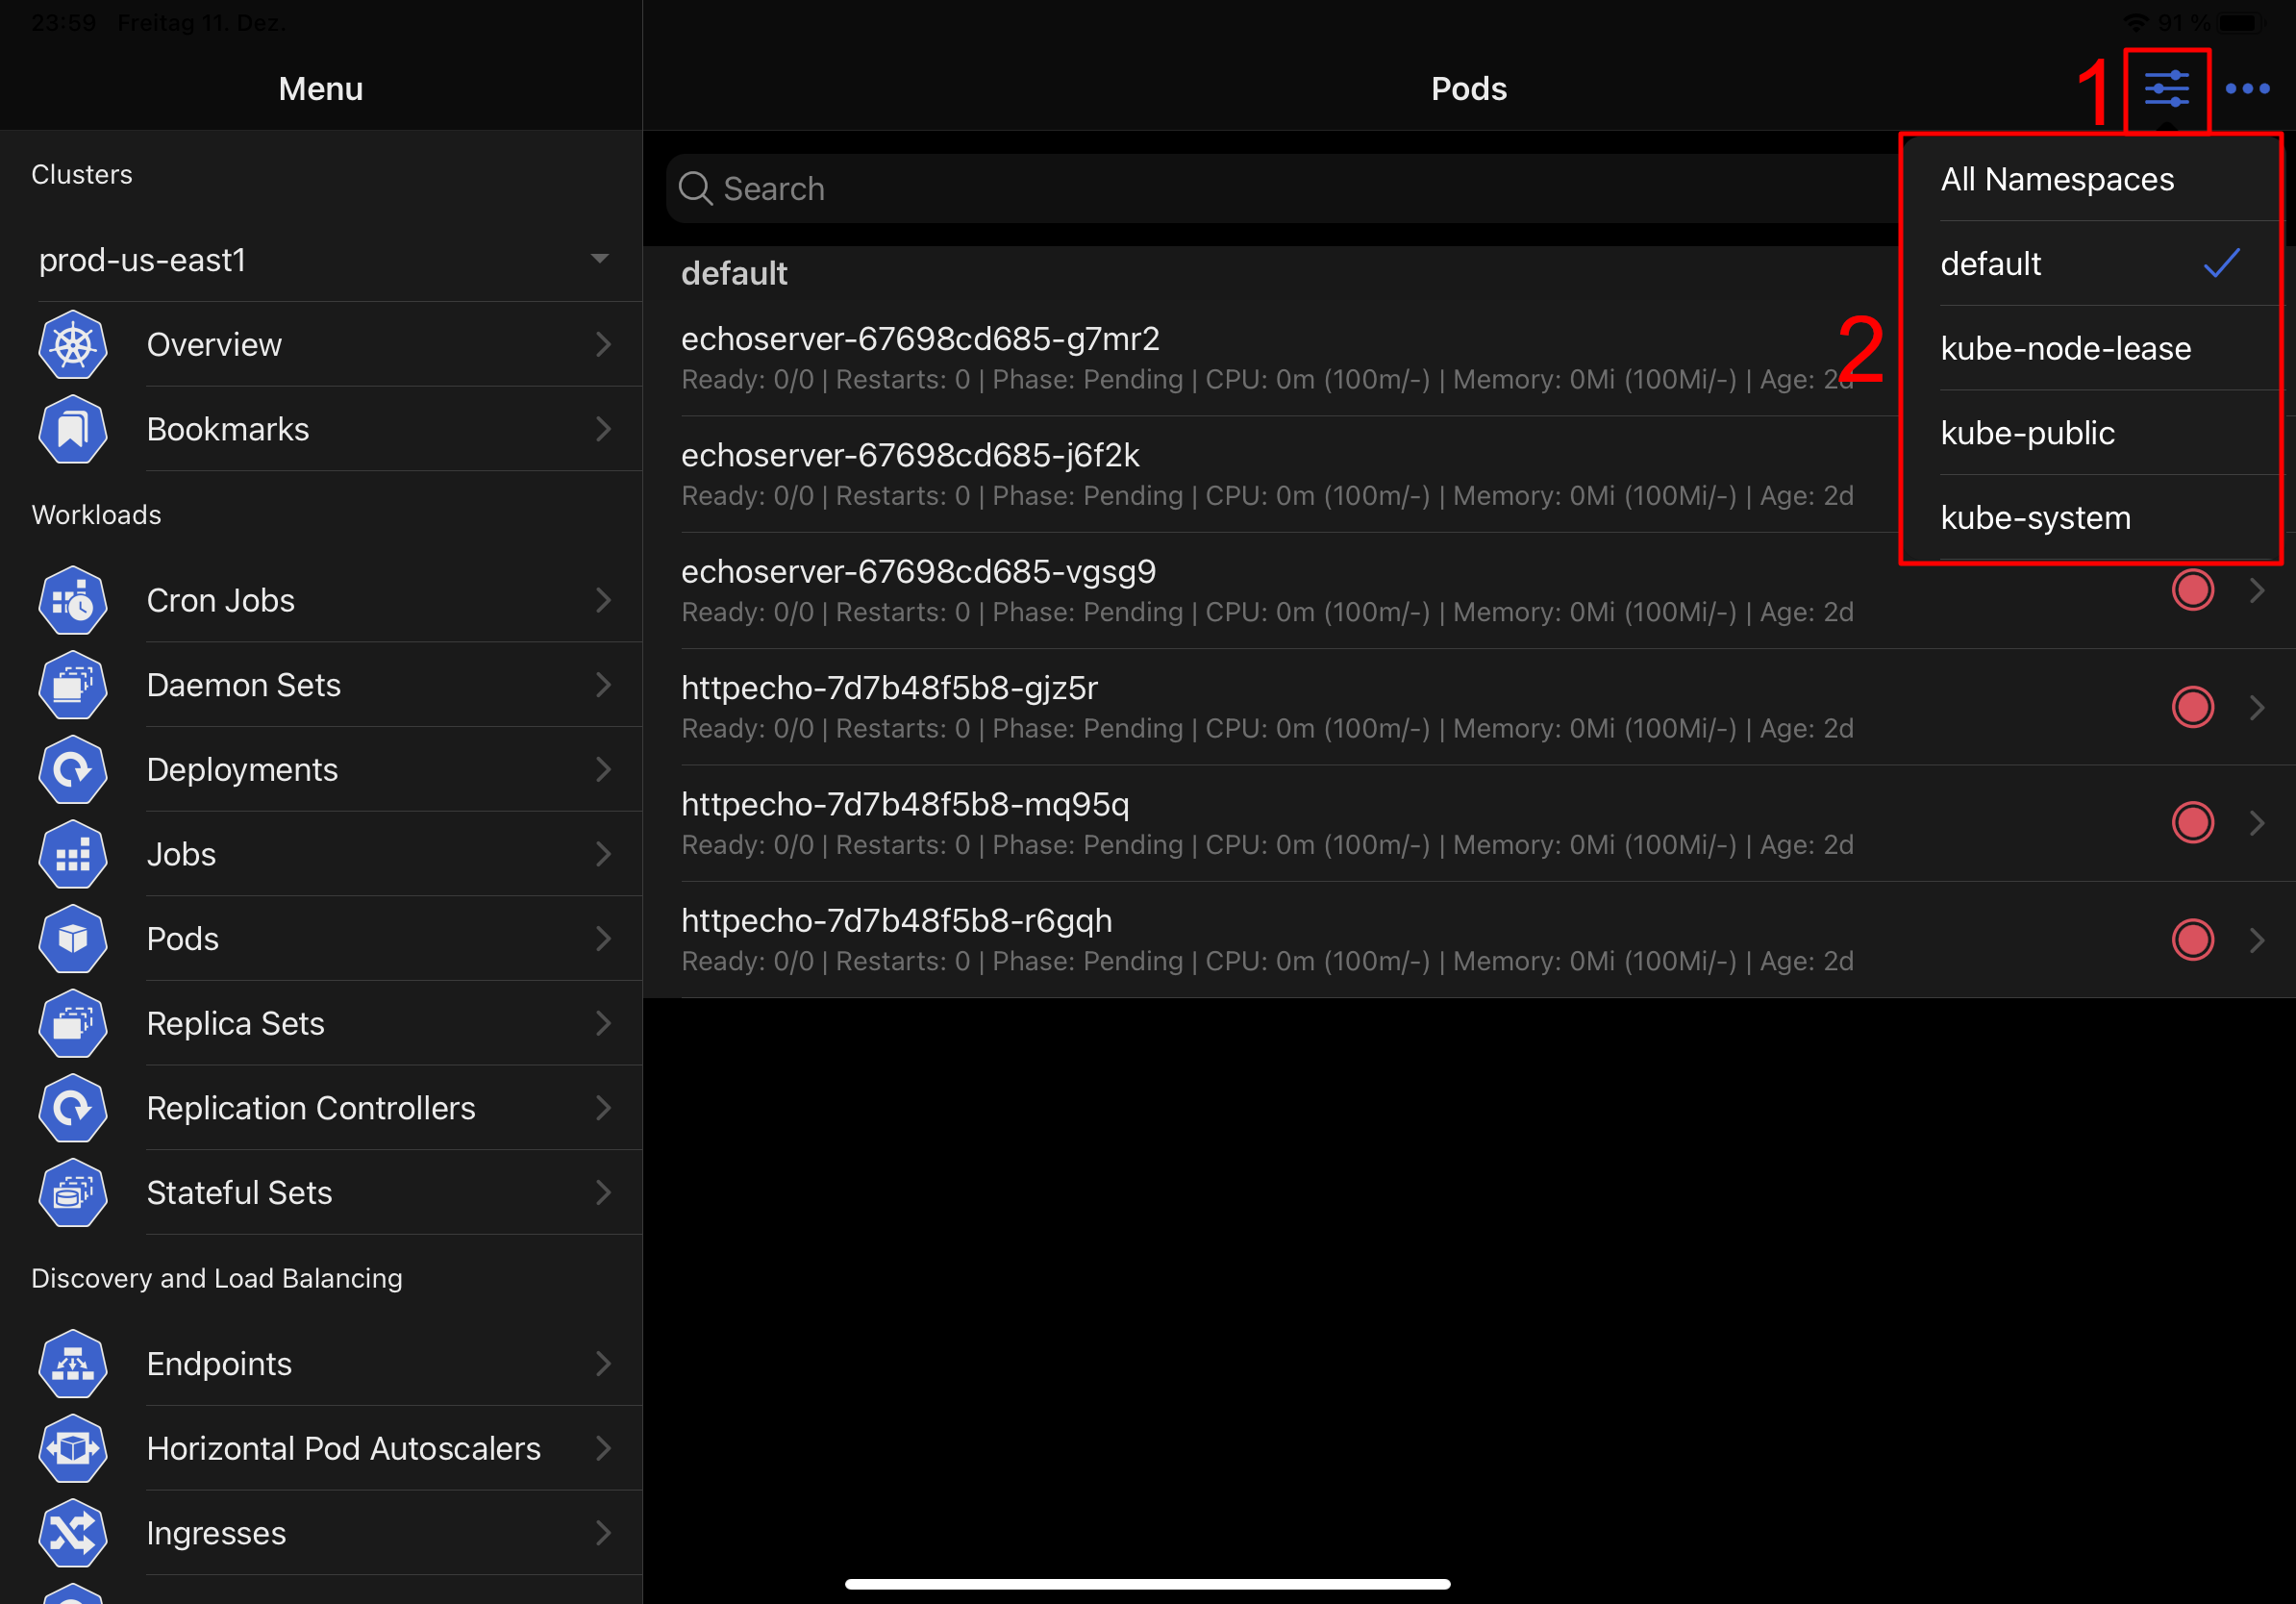 23:59 Freitag 11. Dez.
91 %
Menu
Pods
1
Clusters
prod-us-east1
Overview
Bookmarks
Workloads
Cron Jobs
Daemon Sets
Deployments
Jobs
Pods
Replica Sets
Replication Controllers
Stateful Sets
Discovery and Load Balancing
Endpoints
Horizontal Pod Autoscalers
Ingresses
Search
default
echoserver-67698cd685-g7mr2
Ready: 0/0 | Restarts: 0 | Phase: Pending | CPU: 0m (100m/-) | Memory: 0Mi (100Mi/-) | Age: 2d
echoserver-67698cd685-j6f2k
Ready: 0/0 | Restarts: 0 | Phase: Pending | CPU: 0m (100m/-) | Memory: 0Mi (100Mi/-) | Age: 2d
echoserver-67698cd685-vgsg9
Ready: 0/0 | Restarts: 0 | Phase: Pending | CPU: 0m (100m/-) | Memory: 0Mi (100Mi/-) | Age: 2d
httpecho-7d7b48f5b8-gjz5r
Ready: 0/0 | Restarts: 0 | Phase: Pending | CPU: 0m (100m/-) | Memory: 0Mi (100Mi/-) | Age: 2d
httpecho-7d7b48f5b8-mq95q
Ready: 0/0 | Restarts: 0 | Phase: Pending | CPU: 0m (100m/-) | Memory: 0Mi (100Mi/-) | Age: 2d
httpecho-7d7b48f5b8-r6gqh
Ready: 0/0 | Restarts: 0 | Phase: Pending | CPU: 0m (100m/-) | Memory: 0Mi (100Mi/-) | Age: 2d
2
All Namespaces
default
kube-node-lease
kube-public
kube-system